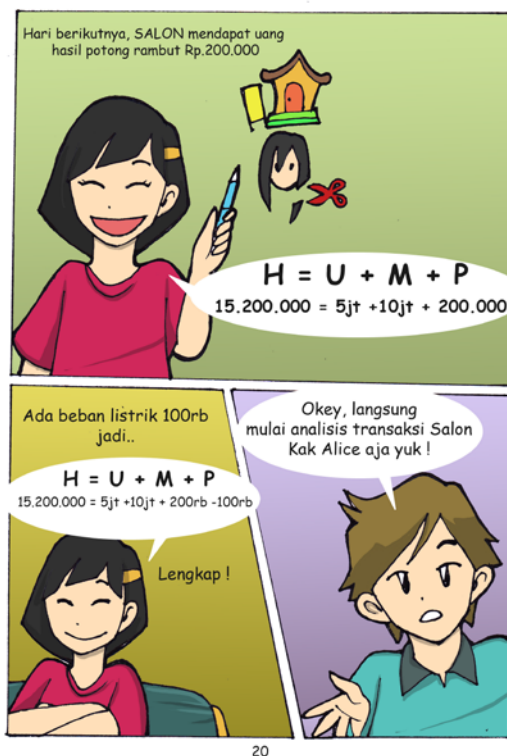 Hari berikutnya, SALON mendapat uang
hasil potong rambut Rp.200.000
H = U + M + P
15.200.000 = 5jt +10jt + 200.000
Ada beban listrik 100rb
jadi..
H = U + M + P
15.200.000 = 5jt +10jt + 200rb -100rb
Lengkap !
Okey, langsung
mulai analisis transaksi Salon
Kak Alice aja yuk !
20